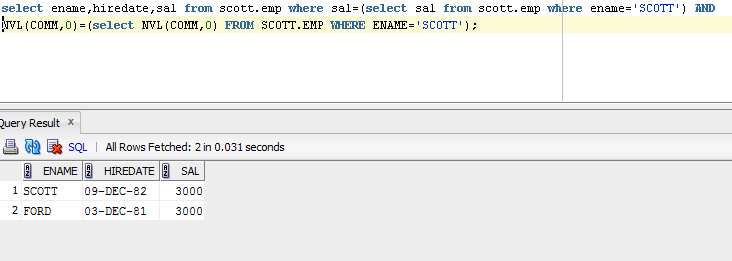 select ename,hiredate,sal from scott.emp where sal=(select sal from scott.emp where ename='SCOTT') AND
NVL(COMM,0)=(select NVL(COMM,0) FROM SCOTT.EMP WHERE ENAME='SCOTT');
Query Result x
SQL | All Rows Fetched: 2 in 0.031 seconds
ENAME HIREDATE SAL
1 SCOTT 09-DEC-82 3000
2 FORD 03-DEC-81 3000